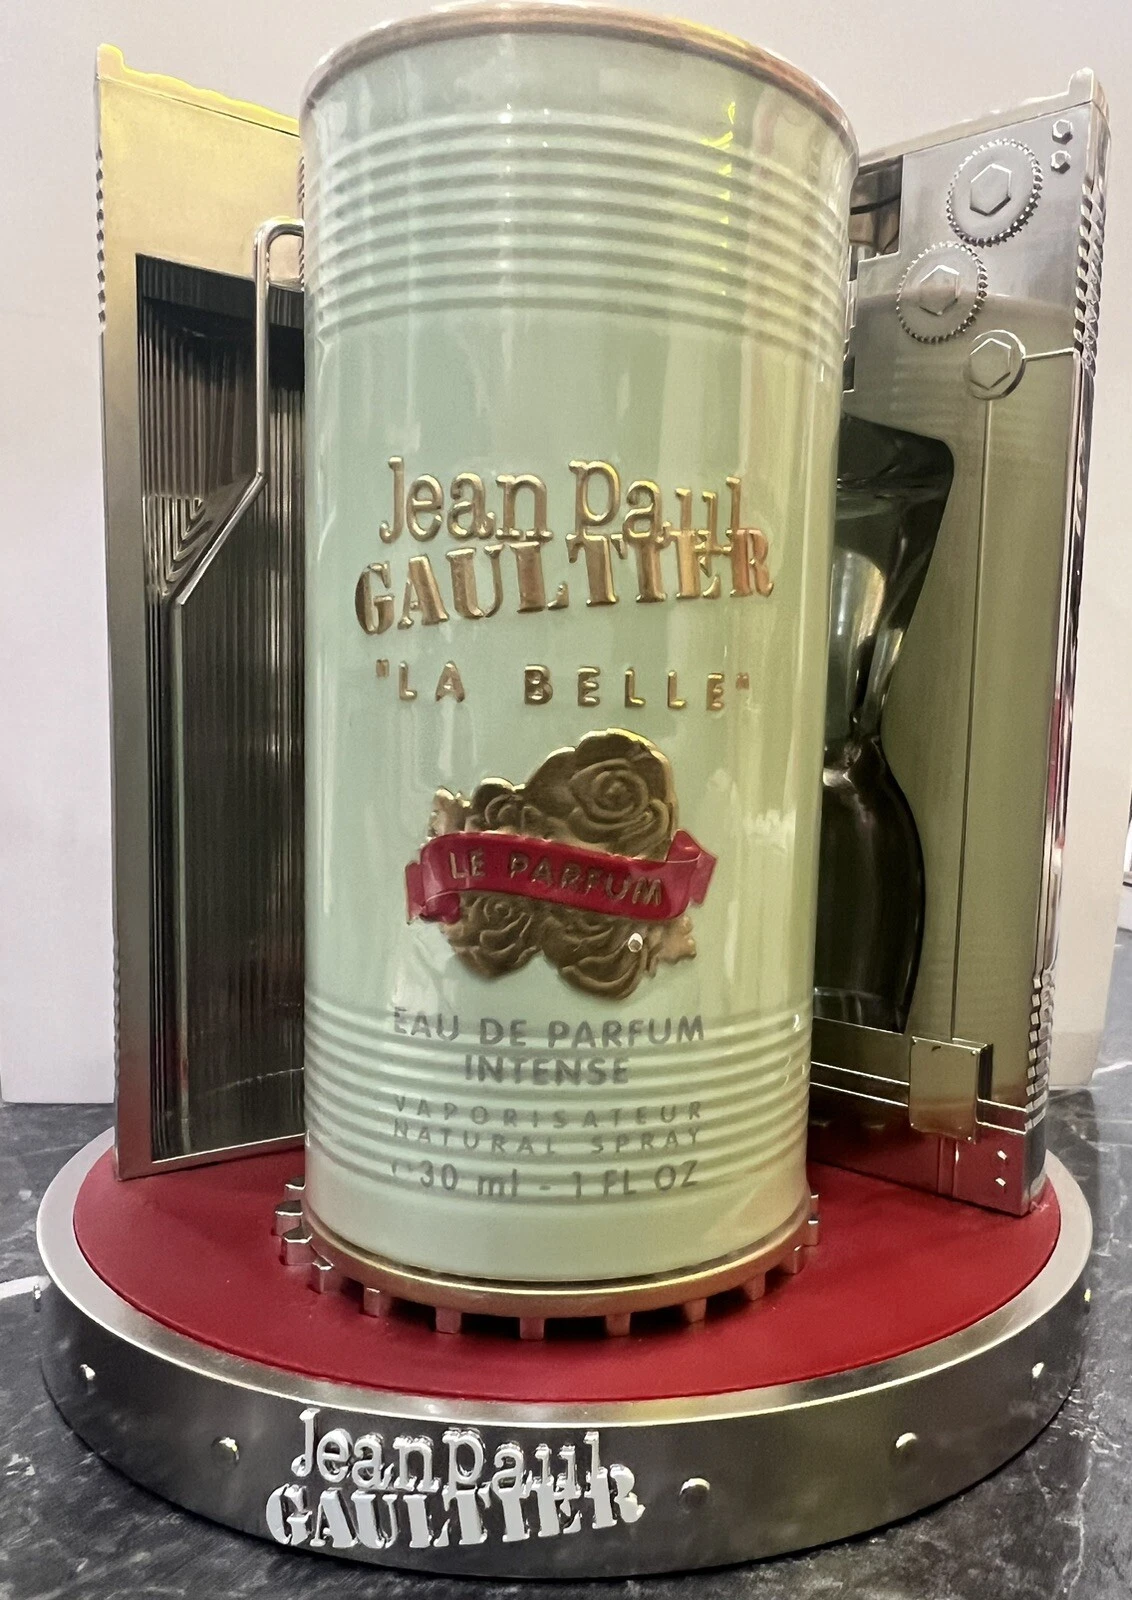 Jean Paul
GAULTIER
"LA BELLE"
LE PARFUM
EAU DE PARFUM
INTENSE
VAPORISATEUR
NATURAL SPRAY
30 ml - 1 FL OZ
Jean Paul
GAULTIER